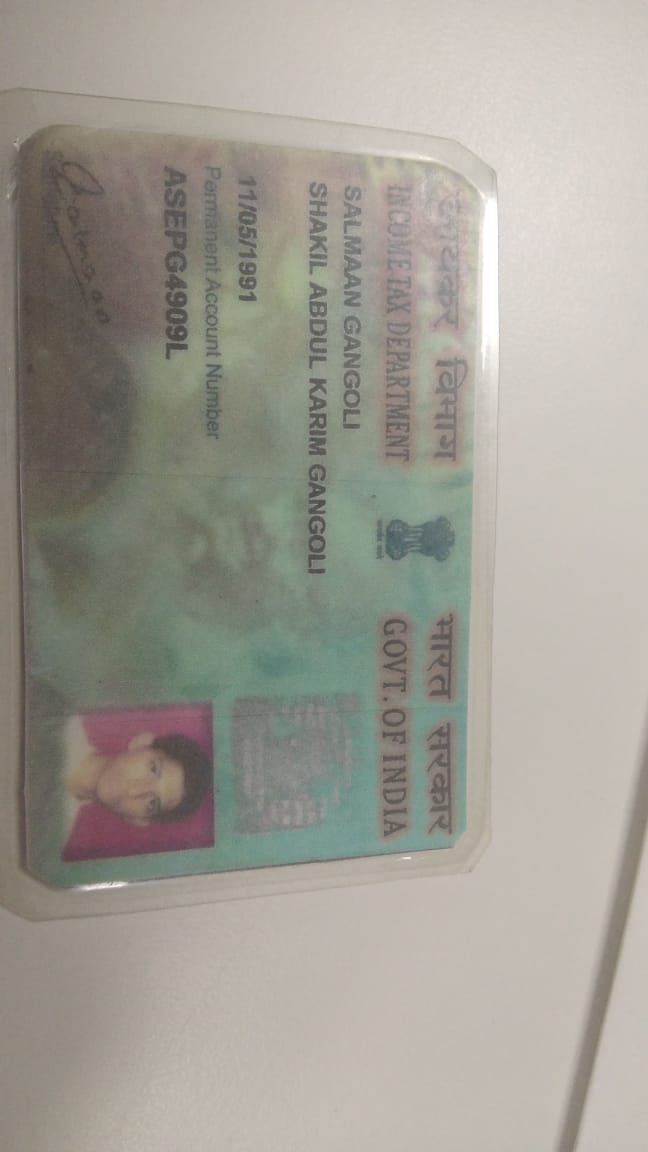 आयकर विभाग
INCOME TAX DEPARTMENT
भारत सरकार
GOVT. OF INDIA
SALMAAN GANGOLI
SHAKIL ABDUL KARIM GANGOLI
11/05/1991
Permanent Account Number
ASEPG4909L
Salmaan